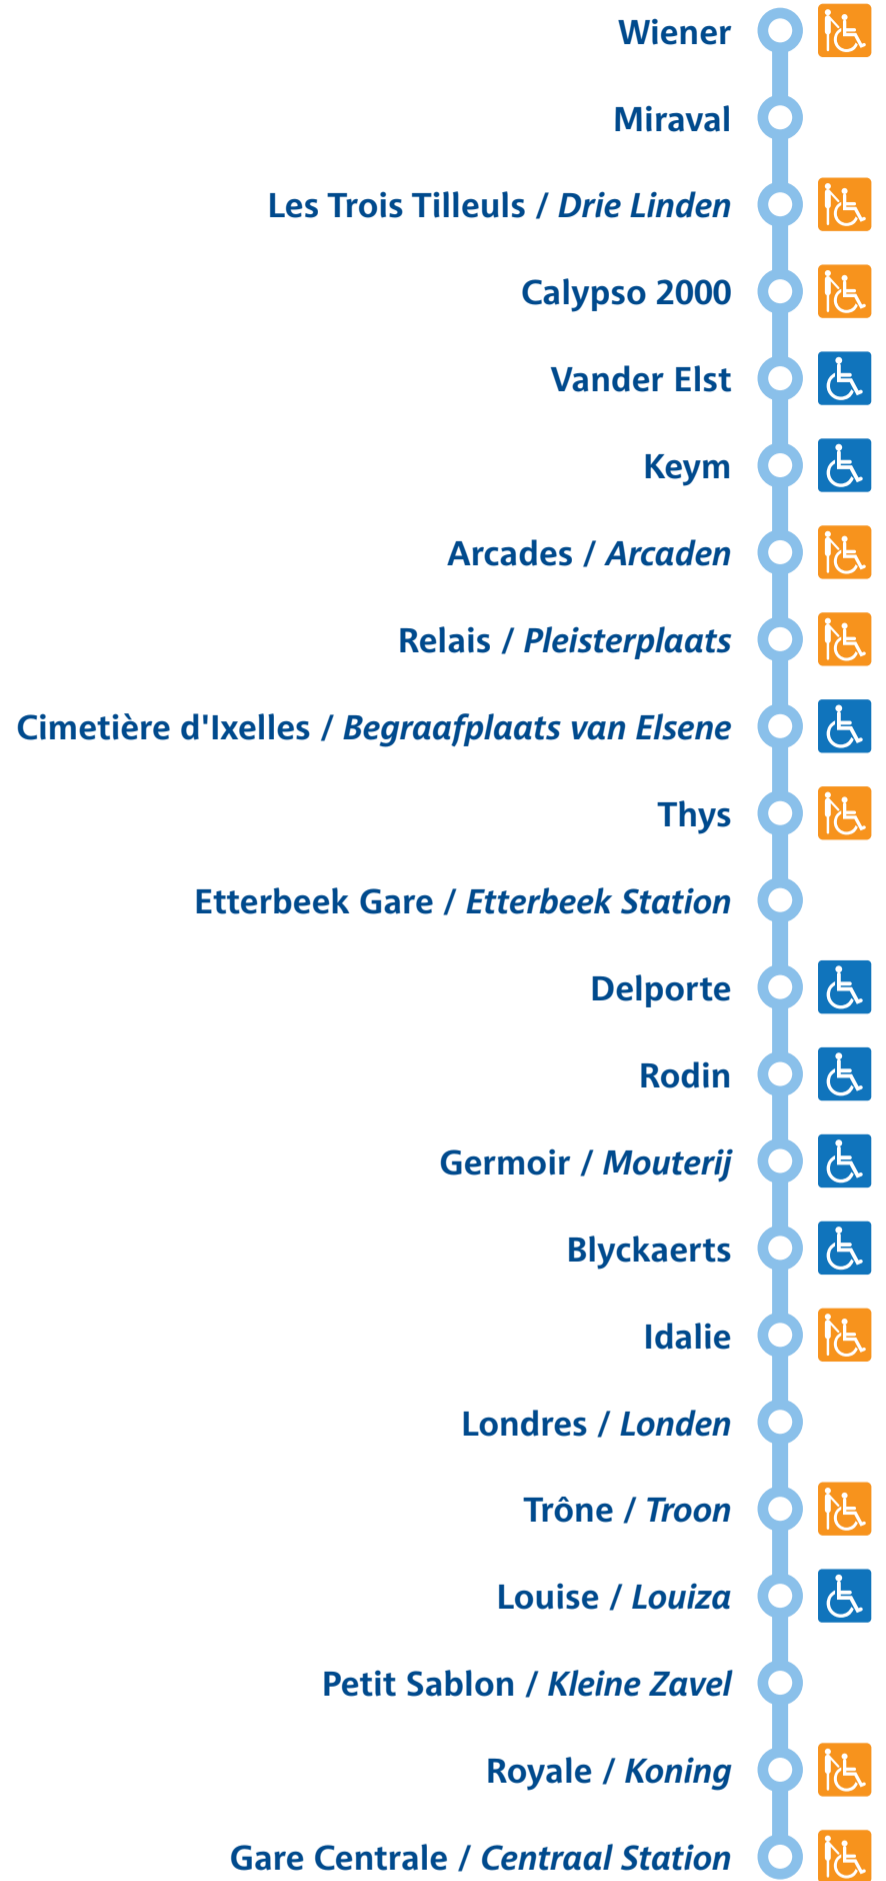 Wiener
Miraval
Les Trois Tilleuls / Drie Linden
Calypso 2000
Vander Elst
Keym
Arcades / Arcaden
Relais / Pleisterplaats
Cimetière d'Ixelles / Begraafplaats van Elsene
Thys
Etterbeek Gare / Etterbeek Station
Delporte
Rodin
Germoir / Mouterij
Blyckaerts
Idalie
Londres / Londen
Trône / Troon
Louise / Louiza
Petit Sablon / Kleine Zavel
Royale / Koning
Gare Centrale / Centraal Station